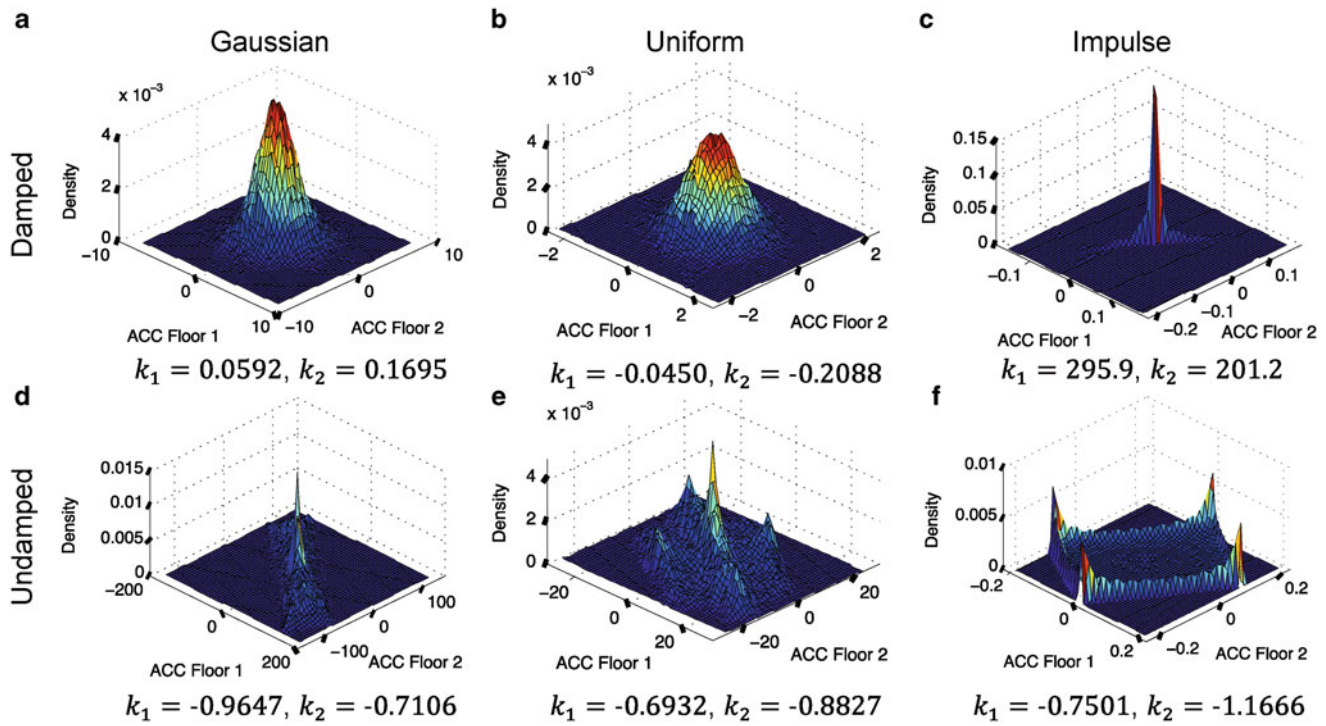 a
Gaussian
b
Uniform
c
Impulse
Damped
x 10⁻³
4
2
0
Density
−10
0
10
−10
0
10
ACC Floor 1
ACC Floor 2
k₁ = 0.0592, k₂ = 0.1695
x 10⁻³
4
2
0
Density
−2
0
2
−2
0
2
ACC Floor 1
ACC Floor 2
k₁ = -0.0450, k₂ = -0.2088
0.15
0.10
0.05
0
Density
−0.1
0
0.1
−0.2
−0.1
0
0.1
ACC Floor 1
ACC Floor 2
k₁ = 295.9, k₂ = 201.2
Undamped
d
0.015
0.01
0.005
0
Density
−200
0
200
−100
0
100
ACC Floor 1
ACC Floor 2
k₁ = -0.9647, k₂ = -0.7106
e
x 10⁻³
4
2
0
Density
−20
0
20
−20
0
20
ACC Floor 1
ACC Floor 2
k₁ = -0.6932, k₂ = -0.8827
f
0.01
0.005
0
Density
−0.2
0
0.2
−0.2
0
0.2
ACC Floor 1
ACC Floor 2
k₁ = -0.7501, k₂ = -1.1666